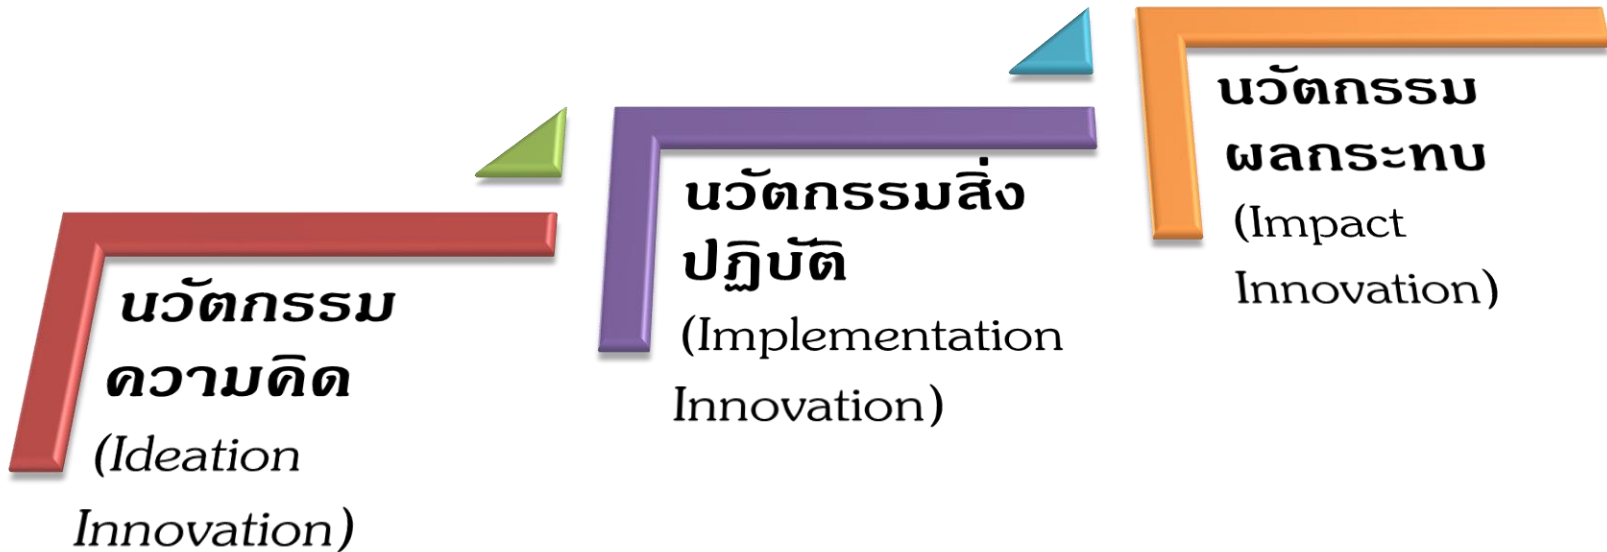 นวัตกรรม
ความคิด
(Ideation
Innovation)
นวัตกรรมสิ่ง
ปฏิบัติ
(Implementation
Innovation)
นวัตกรรม
ผลกระทบ
(Impact
Innovation)